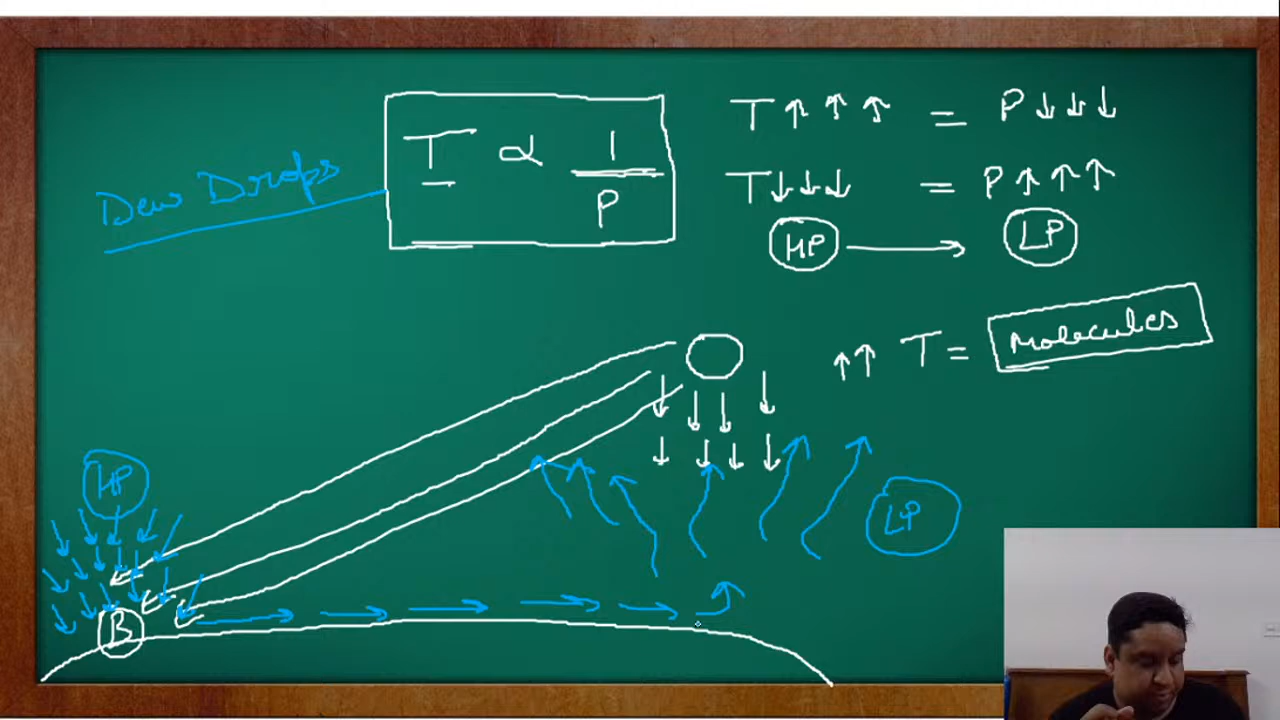 T ↑ ↑ ↑ = P ↓ ↓ ↓
Dew Drops
T ∝ 1/P
T ↓ ↓ ↓ = P ↑ ↑ ↑
HP → LP
↑↑ T = Molecules
HP
LP
B